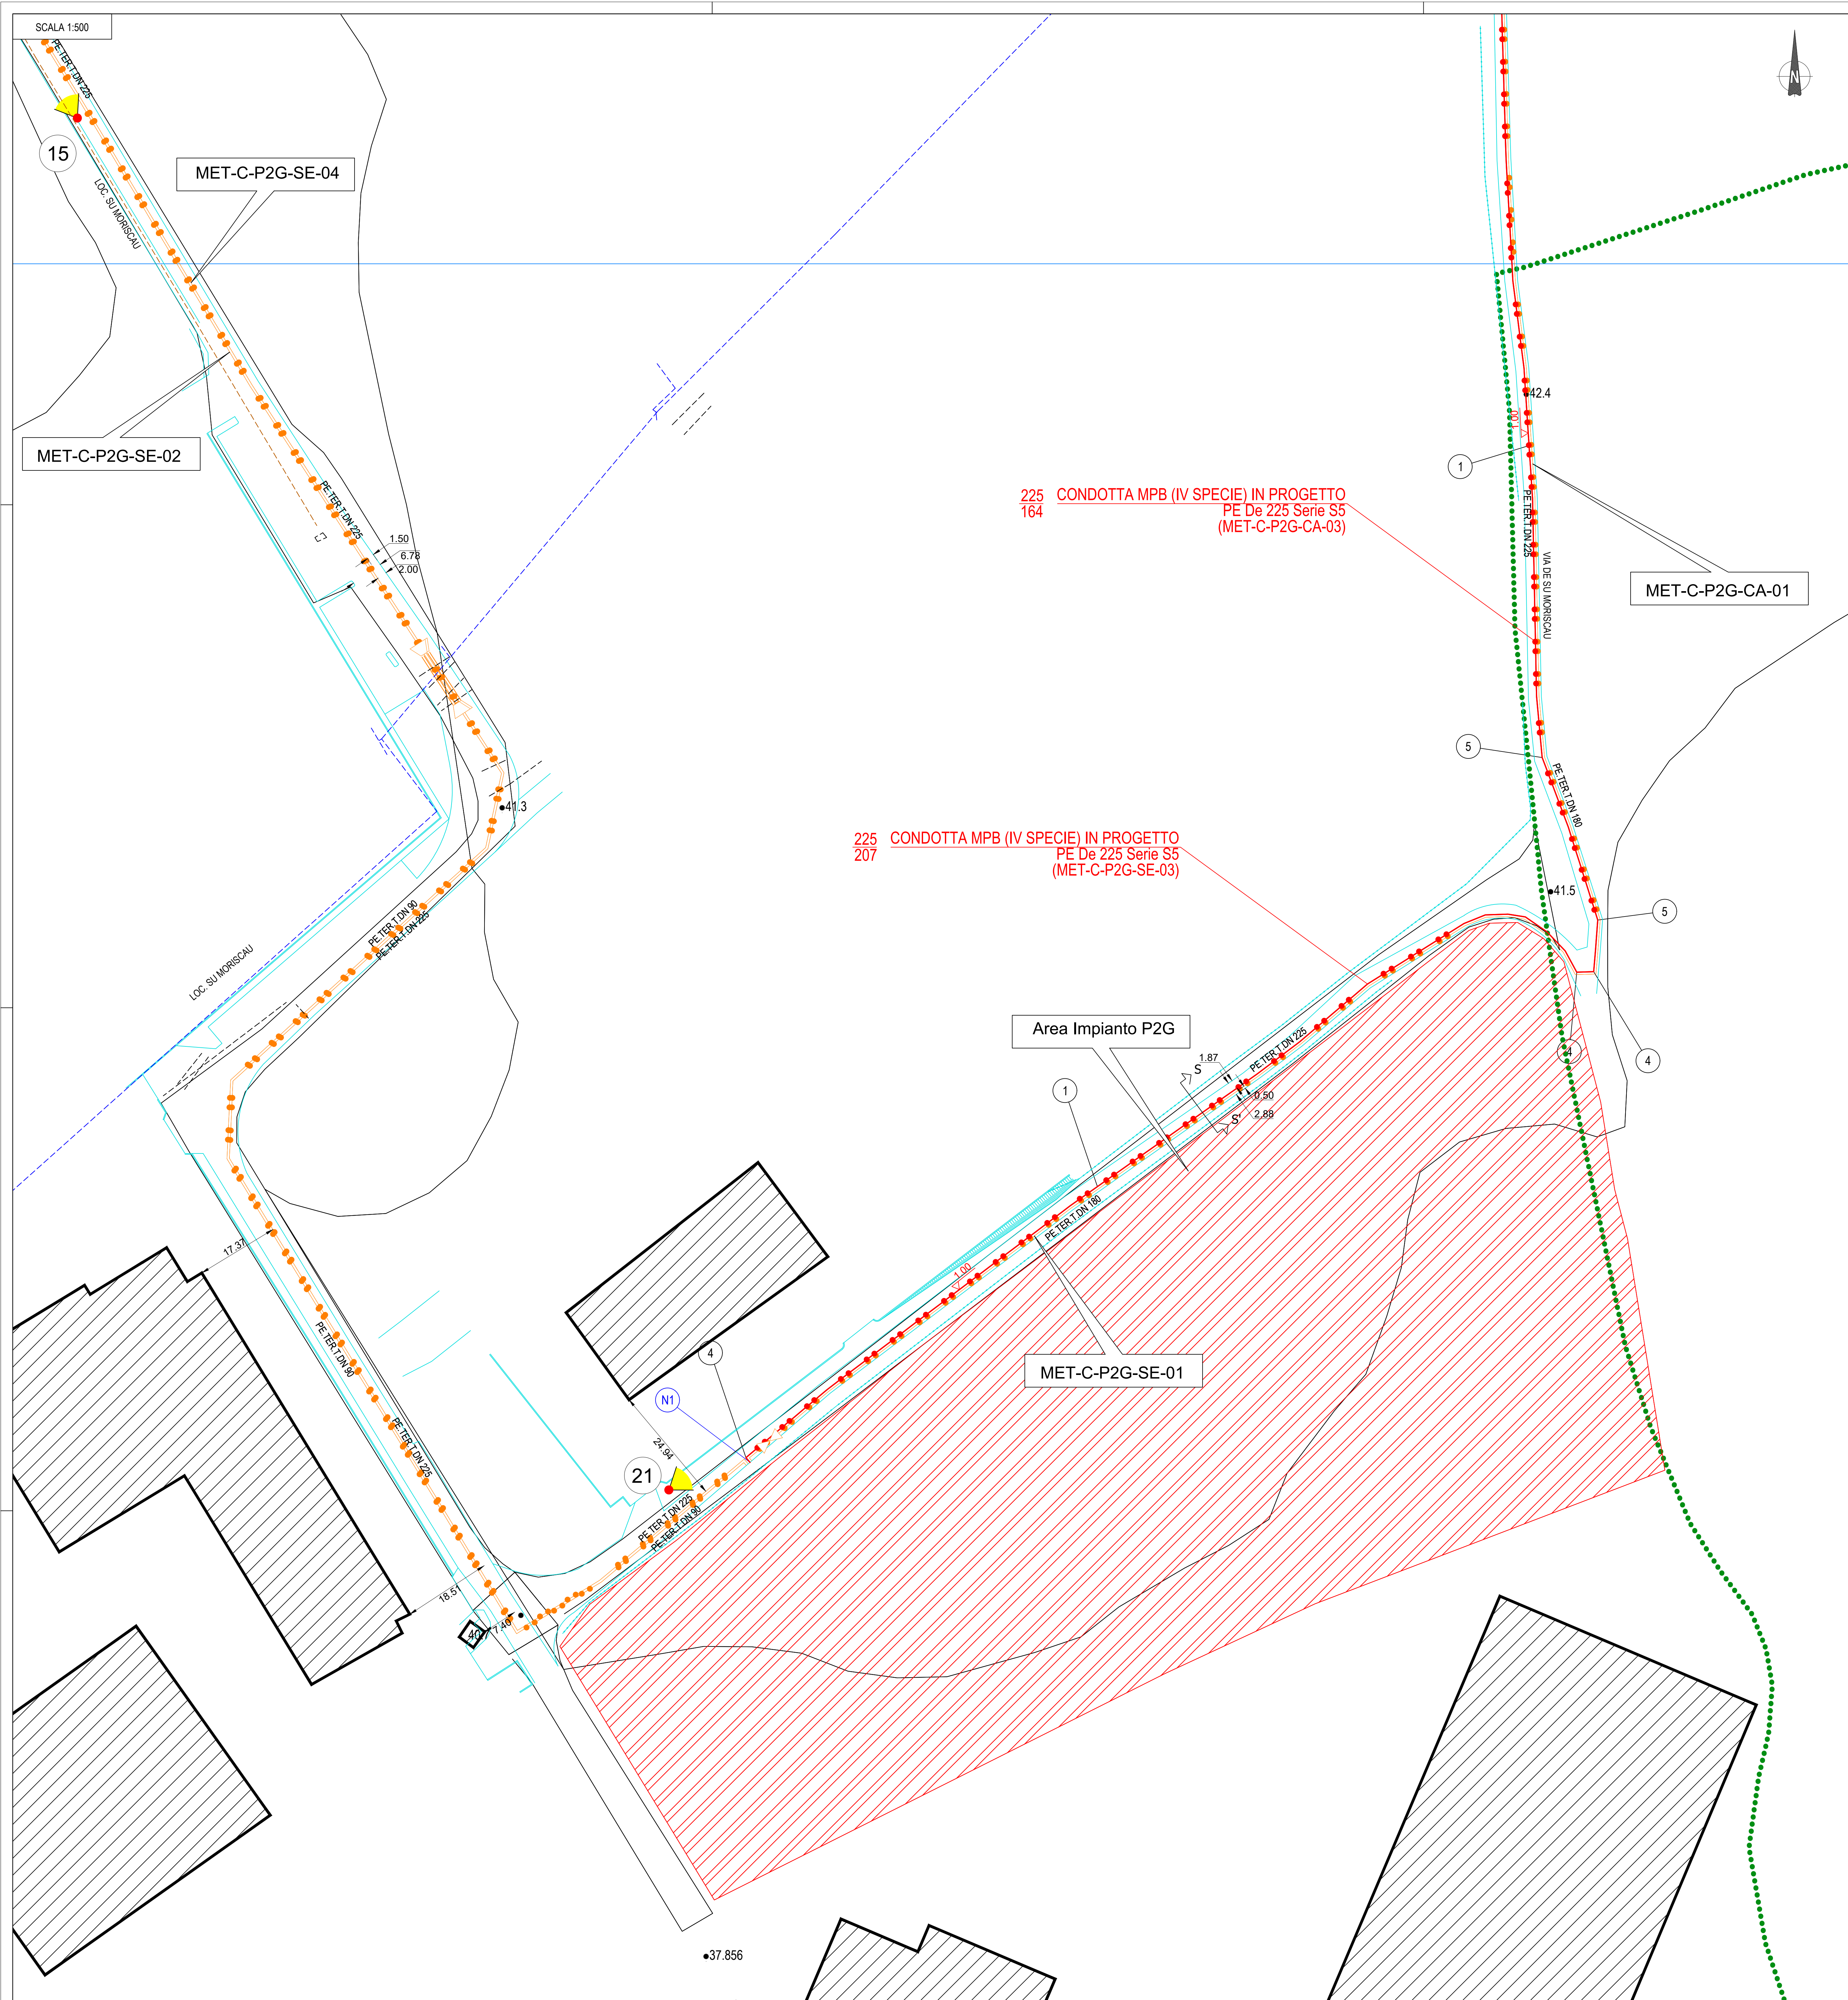 SCALA 1:500
N
PE.TER.T.DN 225
15
LOC. SU MORISCAU
MET-C-P2G-SE-04
MET-C-P2G-SE-02
PE.TER.T.DN 225
1.50
6.78
2.00
42.4
1.00
1
225 CONDOTTA MPB (IV SPECIE) IN PROGETTO
164 PE De 225 Serie S5
(MET-C-P2G-CA-03)
PE.TER.T.DN 225
VIA DE SU MORISCAU
MET-C-P2G-CA-01
5
PE.TER.T.DN 180
41.3
225 CONDOTTA MPB (IV SPECIE) IN PROGETTO
207 PE De 225 Serie S5
(MET-C-P2G-SE-03)
41.5
5
PE.TER.T.DN 90
PE.TER.T.DN 225
LOC. SU MORISCAU
Area Impianto P2G
PE.TER.T.DN 225
4
4
1.87
S
0.50
2.88
S'
1
PE.TER.T.DN 180
17.37
1.00
PE.TER.T.DN 90
4
MET-C-P2G-SE-01
N1
PE.TER.T.DN 225
24.94
21
PE.TER.T.DN 225
PE.TER.T.DN 90
18.51
7.40
37.856